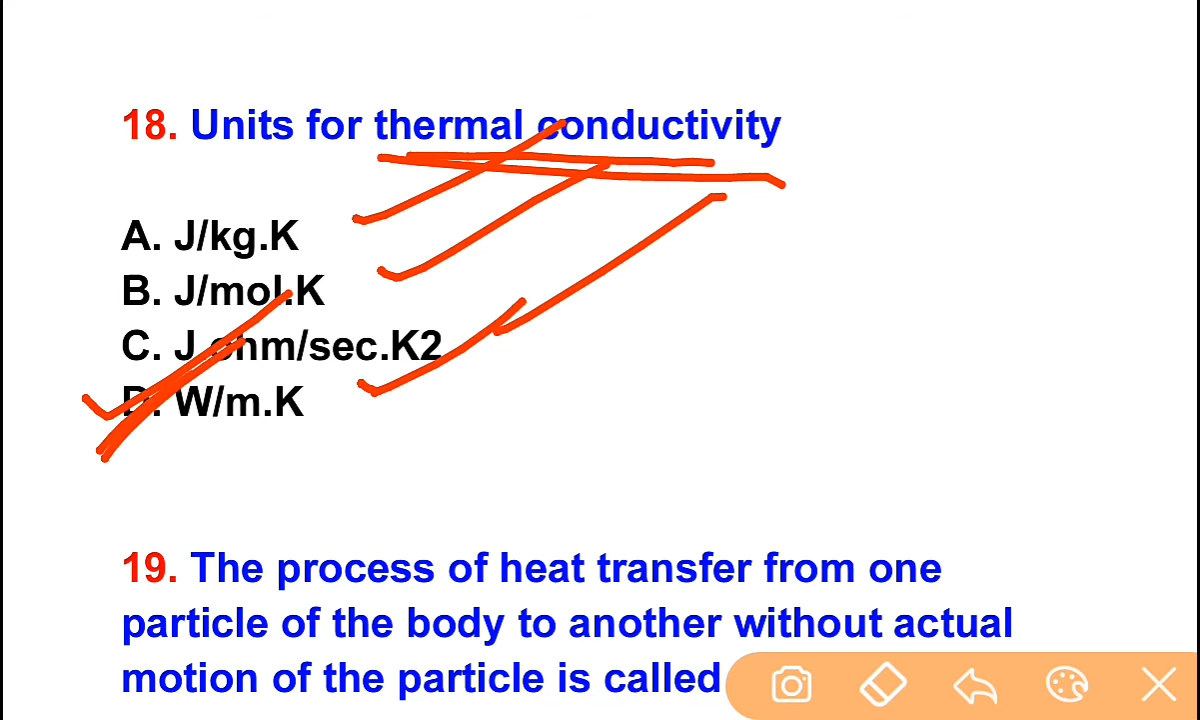 18. Units for thermal conductivity
A. J/kg.K
B. J/mol.K
C. J ohm/sec.K2
D. W/m.K
19. The process of heat transfer from one
particle of the body to another without actual
motion of the particle is called